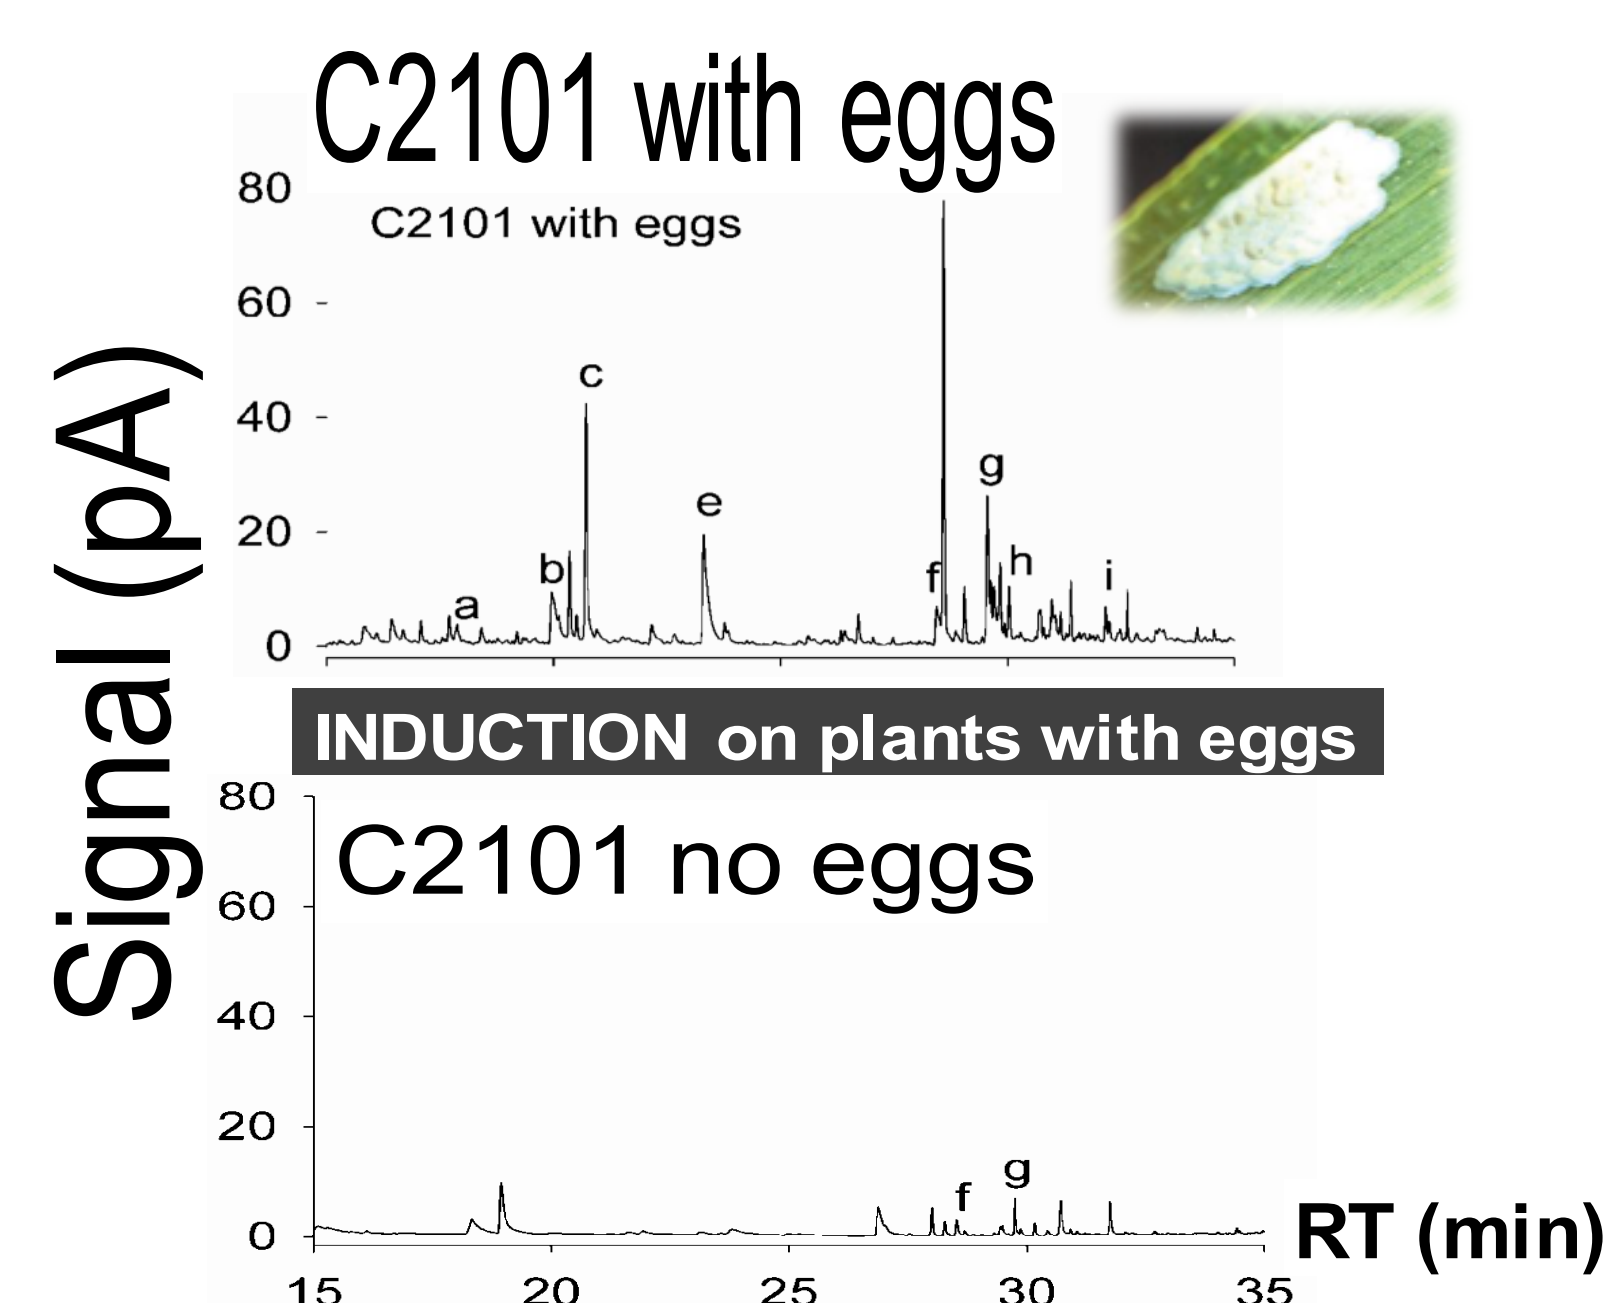 C2101 with eggs
80
C2101 with eggs
60
c
40
g
e
20
b
f
h
i
a
0
Signal (pA)
INDUCTION on plants with eggs
80
C2101 no eggs
60
40
20
g
f
0
RT (min)
15 20 25 30 35